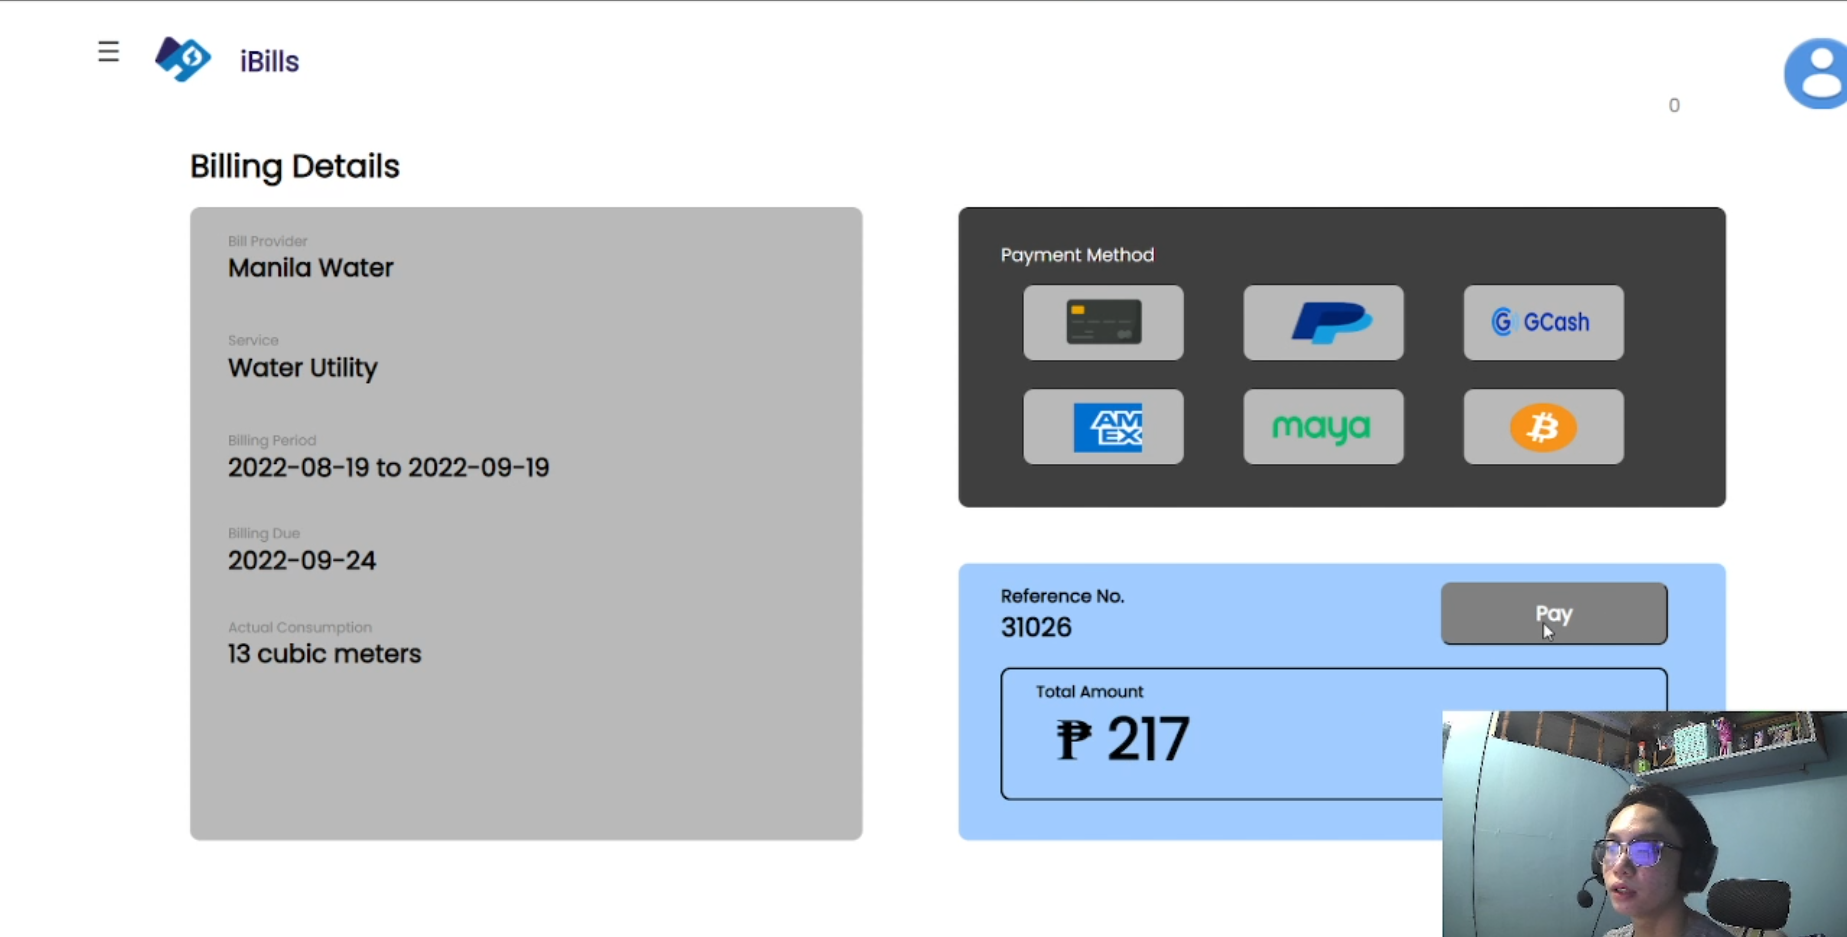 iBills
0
Billing Details
Bill Provider
Manila Water
Service
Water Utility
Billing Period
2022-08-19 to 2022-09-19
Billing Due
2022-09-24
Actual Consumption
13 cubic meters
Payment Method
GCash
AM
EX
maya
Reference No.
31026
Pay
Total Amount
₱ 217